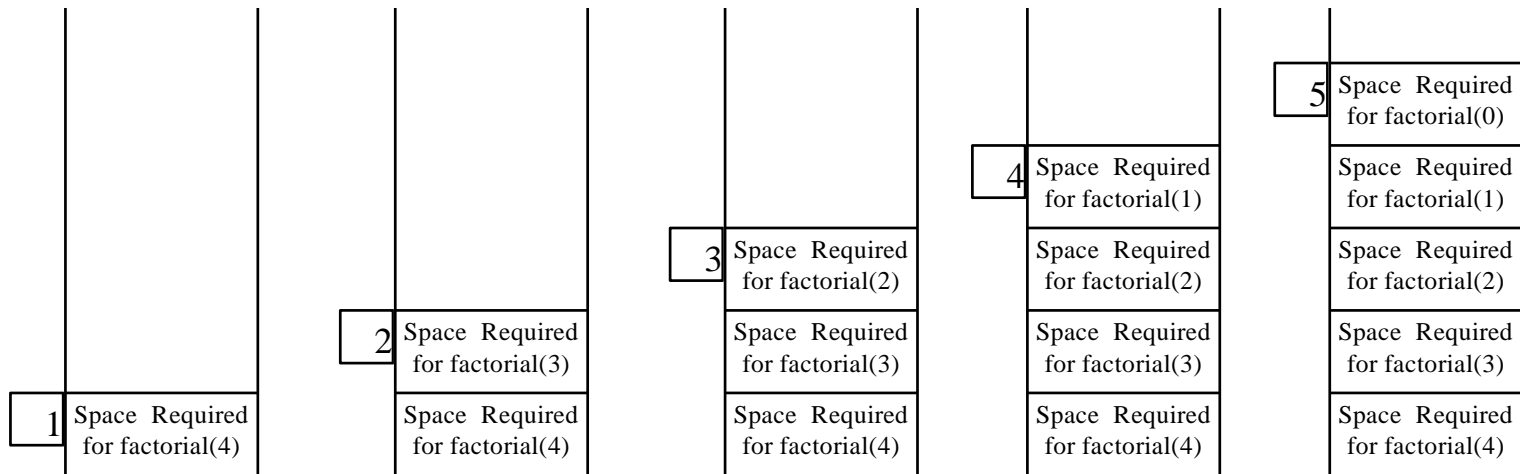 1
Space Required
for factorial(4)
2
Space Required
for factorial(3)
Space Required
for factorial(4)
3
Space Required
for factorial(2)
Space Required
for factorial(3)
Space Required
for factorial(4)
4
Space Required
for factorial(1)
Space Required
for factorial(2)
Space Required
for factorial(3)
Space Required
for factorial(4)
5
Space Required
for factorial(0)
Space Required
for factorial(1)
Space Required
for factorial(2)
Space Required
for factorial(3)
Space Required
for factorial(4)